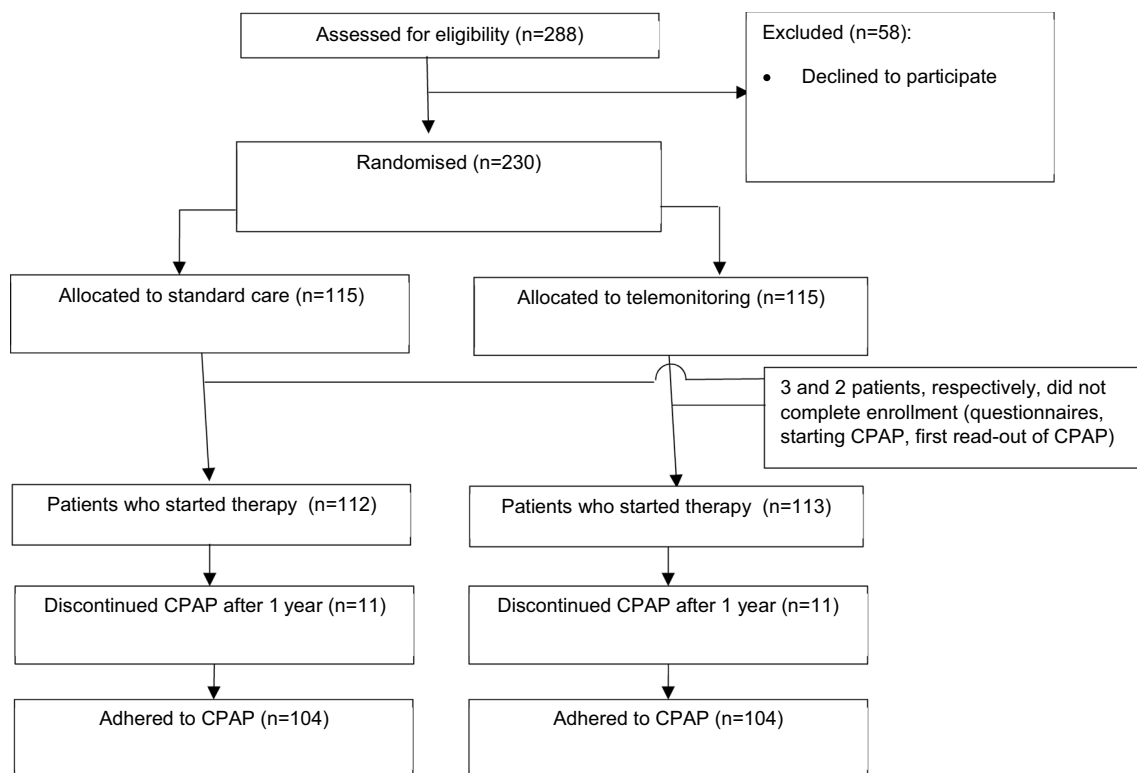 Assessed for eligibility (n=288)
Excluded (n=58):
• Declined to participate
Randomised (n=230)
Allocated to standard care (n=115)
Allocated to telemonitoring (n=115)
3 and 2 patients, respectively, did not
complete enrollment (questionnaires,
starting CPAP, first read-out of CPAP)
Patients who started therapy (n=112)
Patients who started therapy (n=113)
Discontinued CPAP after 1 year (n=11)
Discontinued CPAP after 1 year (n=11)
Adhered to CPAP (n=104)
Adhered to CPAP (n=104)